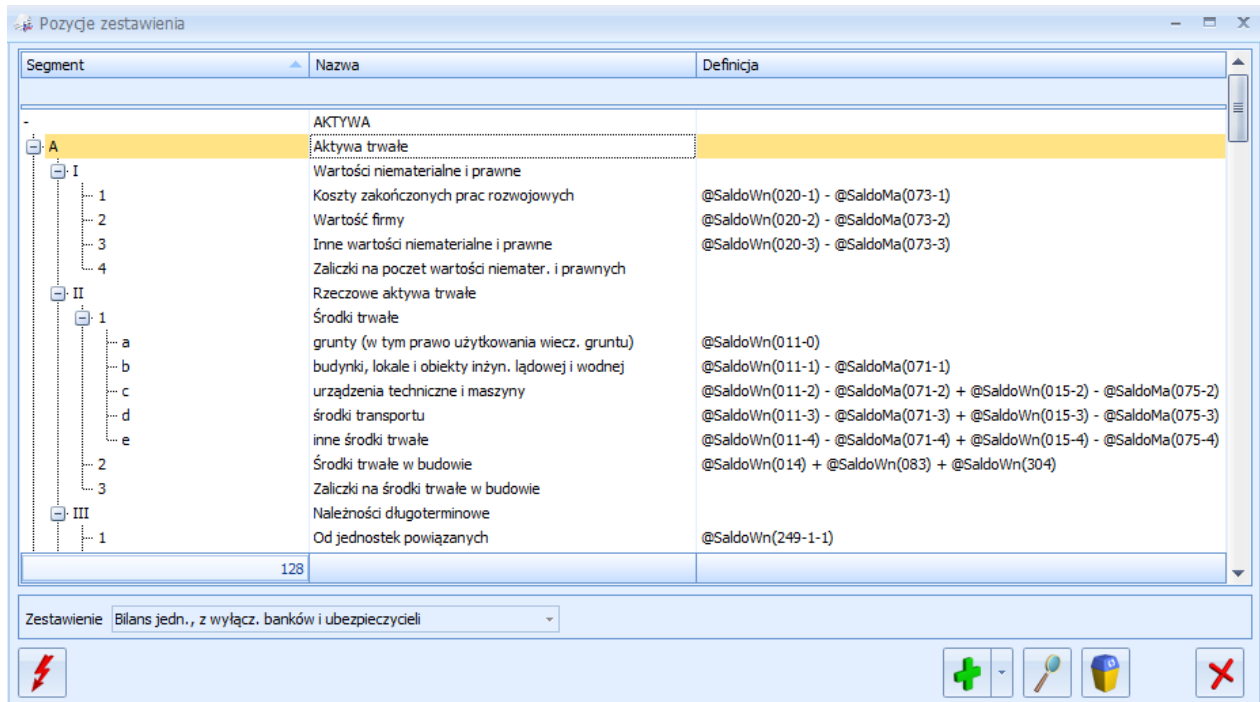 Pozycje zestawienia
Segment Nazwa Definicja
- AKTYWA
A Aktywa trwałe
I Wartości niematerialne i prawne
1 Koszty zakończonych prac rozwojowych @SaldoWn(020-1) - @SaldoMa(073-1)
2 Wartość firmy @SaldoWn(020-2) - @SaldoMa(073-2)
3 Inne wartości niematerialne i prawne @SaldoWn(020-3) - @SaldoMa(073-3)
4 Zaliczki na poczet wartości niemater. i prawnych
II Rzeczowe aktywa trwałe
1 Środki trwałe
a grunty (w tym prawo użytkowania wiecz. gruntu) @SaldoWn(011-0)
b budynki, lokale i obiekty inżyn. lądowej i wodnej @SaldoWn(011-1) - @SaldoMa(071-1)
c urządzenia techniczne i maszyny @SaldoWn(011-2) - @SaldoMa(071-2) + @SaldoWn(015-2) - @SaldoMa(075-2)
d środki transportu @SaldoWn(011-3) - @SaldoMa(071-3) + @SaldoWn(015-3) - @SaldoMa(075-3)
e inne środki trwałe @SaldoWn(011-4) - @SaldoMa(071-4) + @SaldoWn(015-4) - @SaldoMa(075-4)
2 Środki trwałe w budowie @SaldoWn(014) + @SaldoWn(083) + @SaldoWn(304)
3 Zaliczki na środki trwałe w budowie
III Należności długoterminowe
1 Od jednostek powiązanych @SaldoWn(249-1-1)
128
Zestawienie Bilans jedn., z wyłącz. banków i ubezpieczycieli